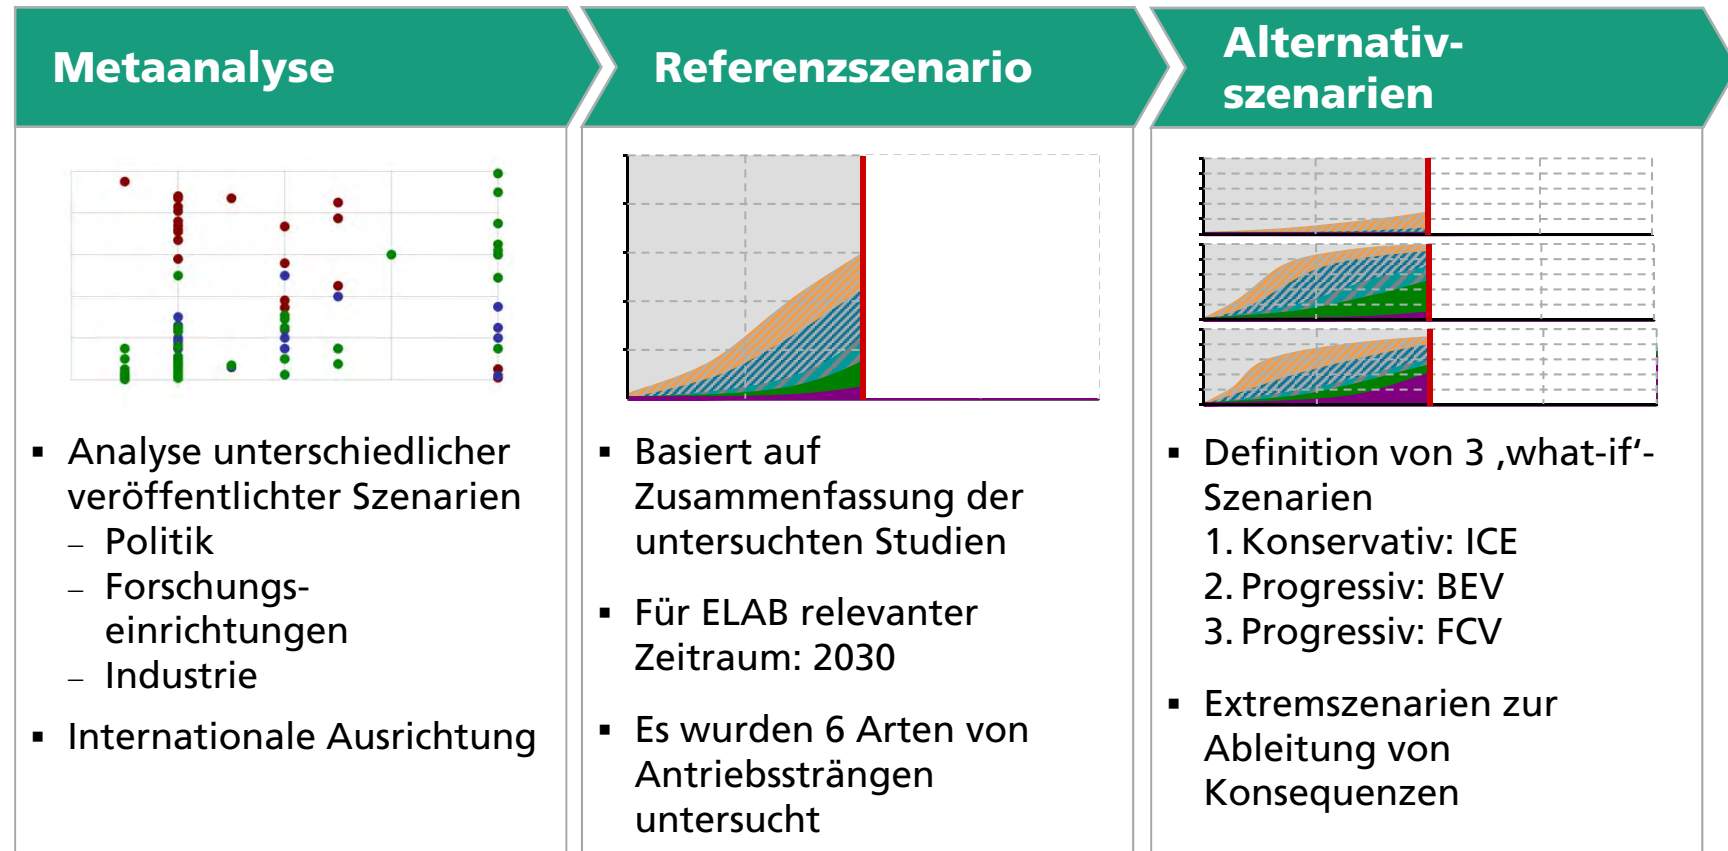 Metaanalyse
▪ Analyse unterschiedlicher
veröffentlichter Szenarien
– Politik
– Forschungs-
einrichtungen
– Industrie
▪ Internationale Ausrichtung
Referenzszenario
▪ Basiert auf
Zusammenfassung der
untersuchten Studien
▪ Für ELAB relevanter
Zeitraum: 2030
▪ Es wurden 6 Arten von
Antriebssträngen
untersucht
Alternativ-
szenarien
▪ Definition von 3 ‚what-if‘-
Szenarien
1. Konservativ: ICE
2. Progressiv: BEV
3. Progressiv: FCV
▪ Extremszenarien zur
Ableitung von
Konsequenzen